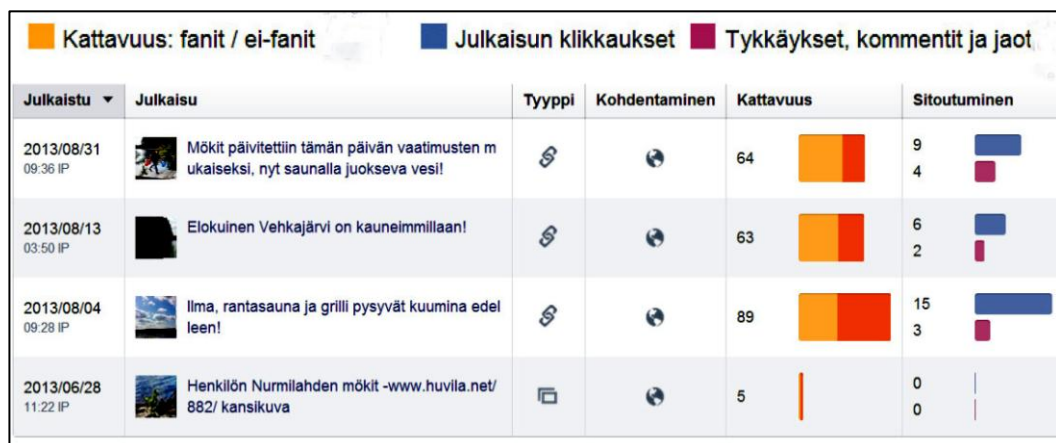 Kattavuus: fanit / ei-fanit Julkaisun klikkaukset Tykkäykset, kommentit ja jaot
Julkaistu Julkaisu Tyyppi Kohdentaminen Kattavuus Sitoutuminen
2013/08/31 Mökit päivitettiin tämän päivän vaatimusten m 64 9
09:36 IP ukaiseksi, nyt saunalla juokseva vesi! 4
2013/08/13 Elokuinen Vehkajärvi on kauneimmillaan! 63 6
03:50 IP 2
2013/08/04 Ilma, rantasauna ja grilli pysyvät kuumina edel 89 15
09:28 IP leen! 3
2013/06/28 Henkilön Nurmilahden mökit -www.huvila.net/ 5 0
11:22 IP 882/ kansikuva 0